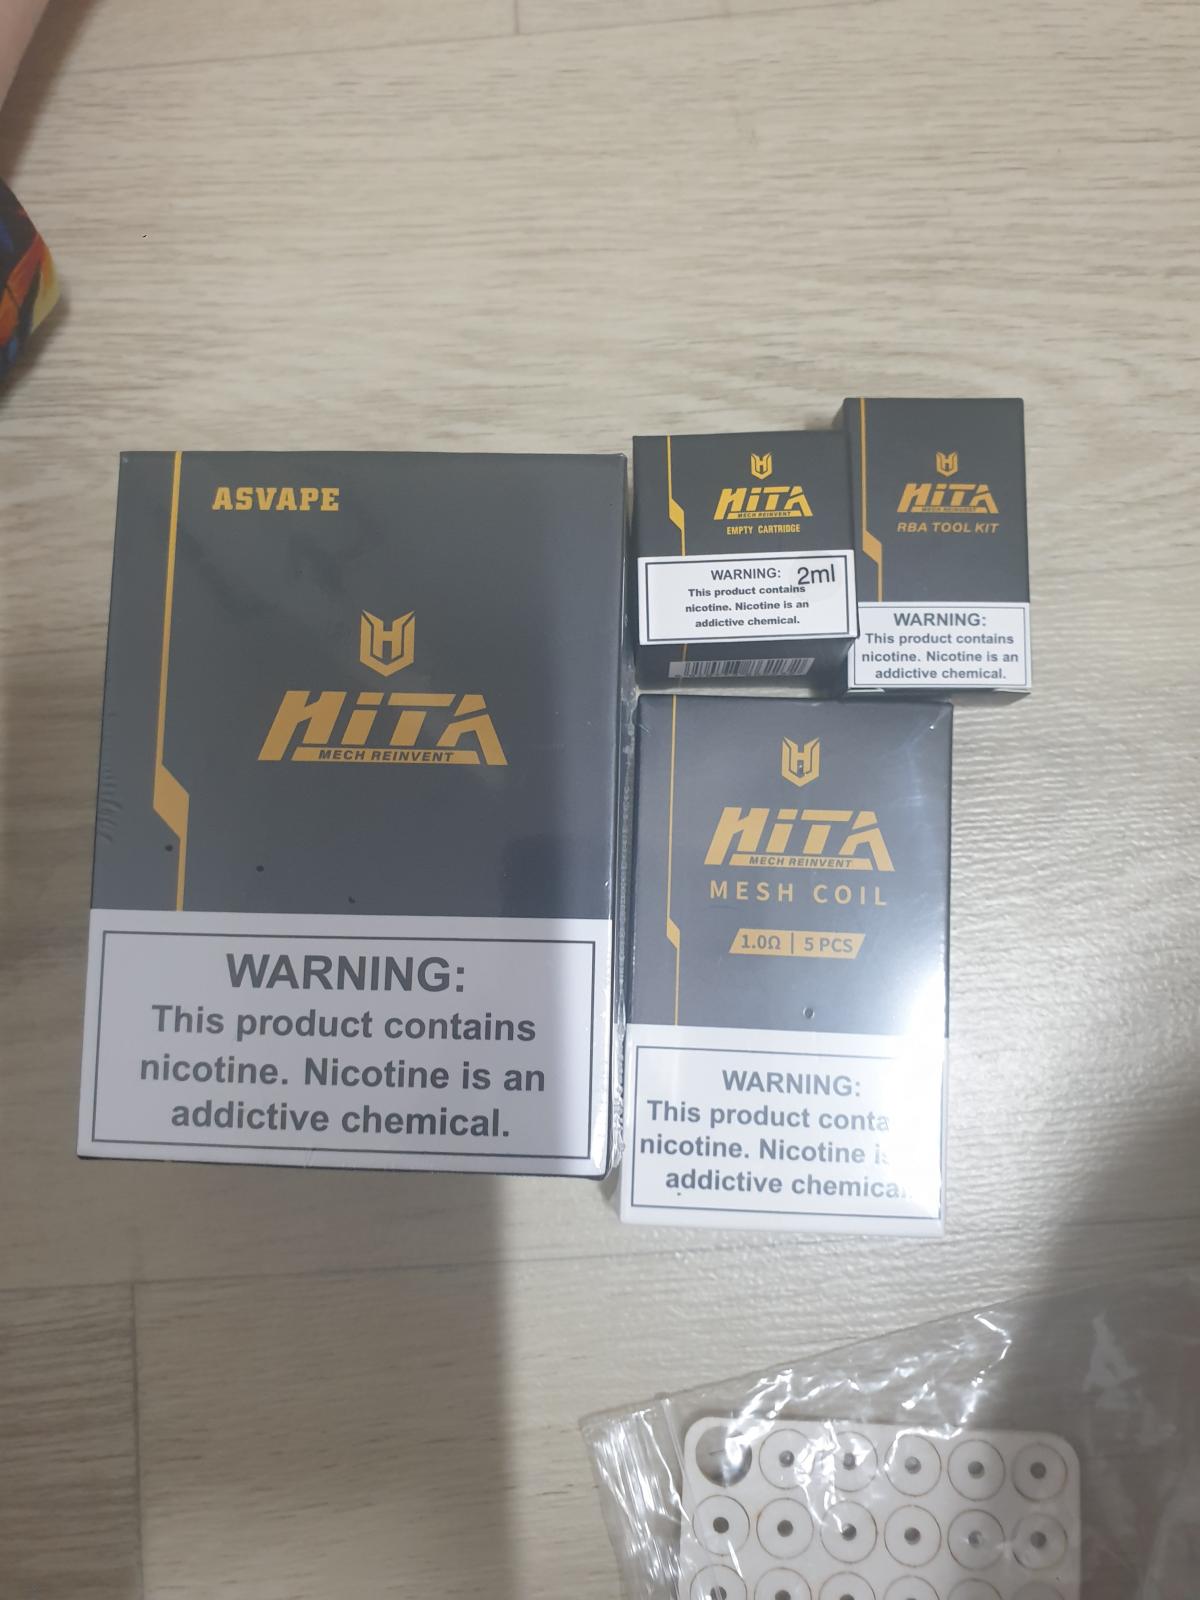 ASVAPE
HiTA
MECH REINVENT
WARNING:
This product contains
nicotine. Nicotine is an
addictive chemical.
HiTA
MECH REINVENT
EMPTY CARTRIDGE
WARNING: 2ml
This product contains
nicotine. Nicotine is an
addictive chemical.
HiTA
MECH REINVENT
RBA TOOL KIT
WARNING:
This product contains
nicotine. Nicotine is an
addictive chemical.
HiTA
MECH REINVENT
MESH COIL
1.0Ω | 5 PCS
WARNING:
This product conta
nicotine. Nicotine i
addictive chemica